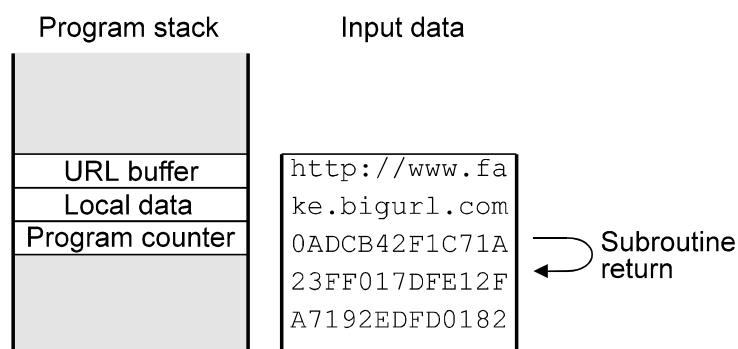 Program stack
Input data
URL buffer
Local data
Program counter
http://www.fa
ke.bigurl.com
0ADCB42F1C71A
23FF017DFE12F
A7192EDFD0182
Subroutine
return